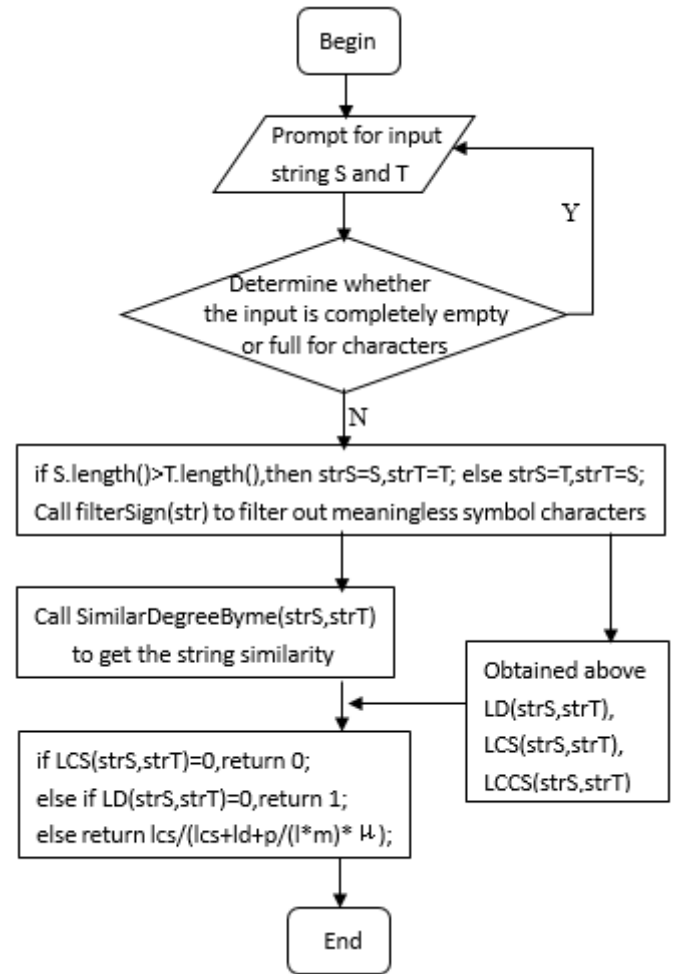 Begin
Prompt for input
string S and T
Y
Determine whether
the input is completely empty
or full for characters
N
if S.length()>T.length(),then strS=S,strT=T; else strS=T,strT=S;
Call filterSign(str) to filter out meaningless symbol characters
Call SimilarDegreeByme(strS,strT)
to get the string similarity
Obtained above
LD(strS,strT),
LCS(strS,strT),
LCCS(strS,strT)
if LCS(strS,strT)=0,return 0;
else if LD(strS,strT)=0,return 1;
else return lcs/(lcs+ld+p/(l*m)* μ);
End